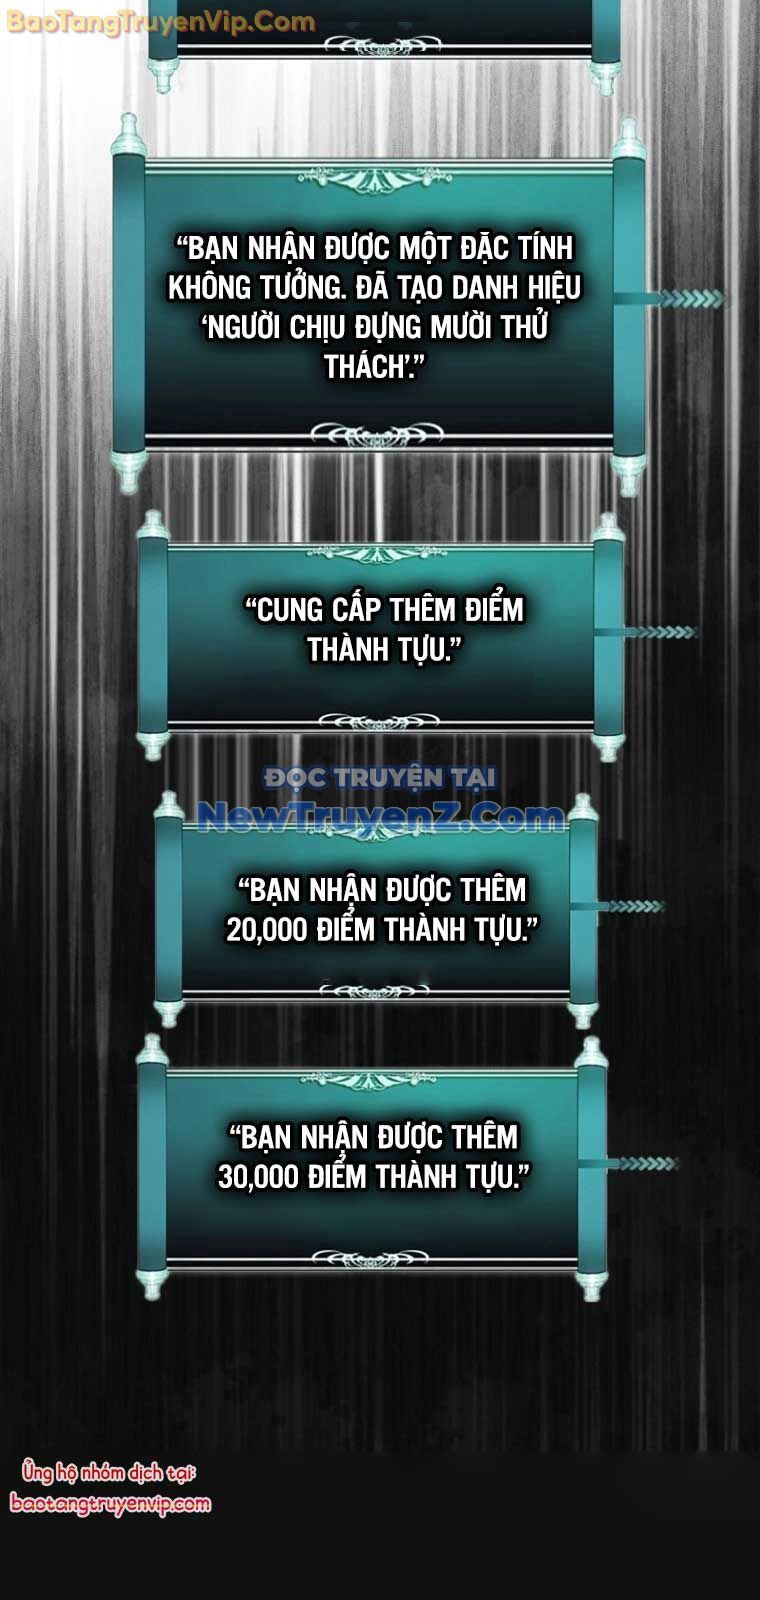 BaoTangTruyenVip.Com
“BẠN NHẬN ĐƯỢC MỘT ĐẶC TÍNH
KHÔNG TƯỞNG. ĐÃ TẠO DANH HIỆU
‘NGƯỜI CHỊU ĐỰNG MƯỜI THỬ
THÁCH’.”
“CUNG CẤP THÊM ĐIỂM
THÀNH TỰU.”
ĐỌC TRUYỆN TẠI
NewTruyenZ.Com
“BẠN NHẬN ĐƯỢC THÊM
20,000 ĐIỂM THÀNH TỰU.”
“BẠN NHẬN ĐƯỢC THÊM
30,000 ĐIỂM THÀNH TỰU.”
Ủng hộ nhóm dịch tại:
baotangtruyenvip.com